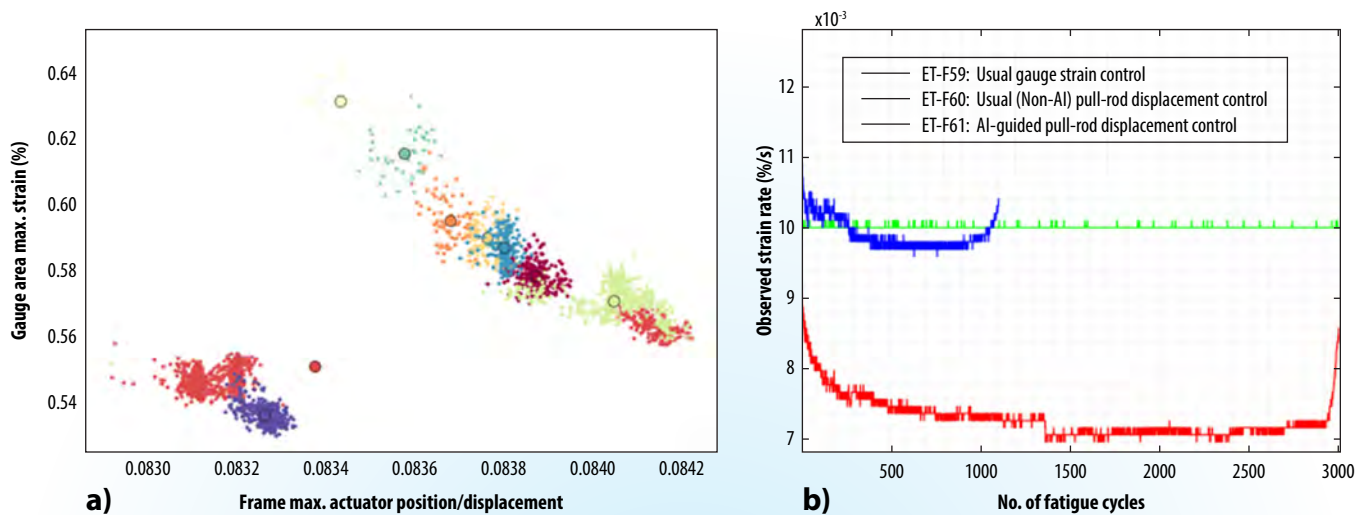 0.64
0.62
0.60
0.58
0.56
0.54
Gauge area max. strain (%)
0.0830 0.0832 0.0834 0.0836 0.0838 0.0840 0.0842
a)
Frame max. actuator position/displacement
x10-3
12
11
10
9
8
7
Observed strain rate (%/s)
ET-F59: Usual gauge strain control
ET-F60: Usual (Non-AI) pull-rod displacement control
ET-F61: AI-guided pull-rod displacement control
500 1000 1500 2000 2500 3000
b)
No. of fatigue cycles